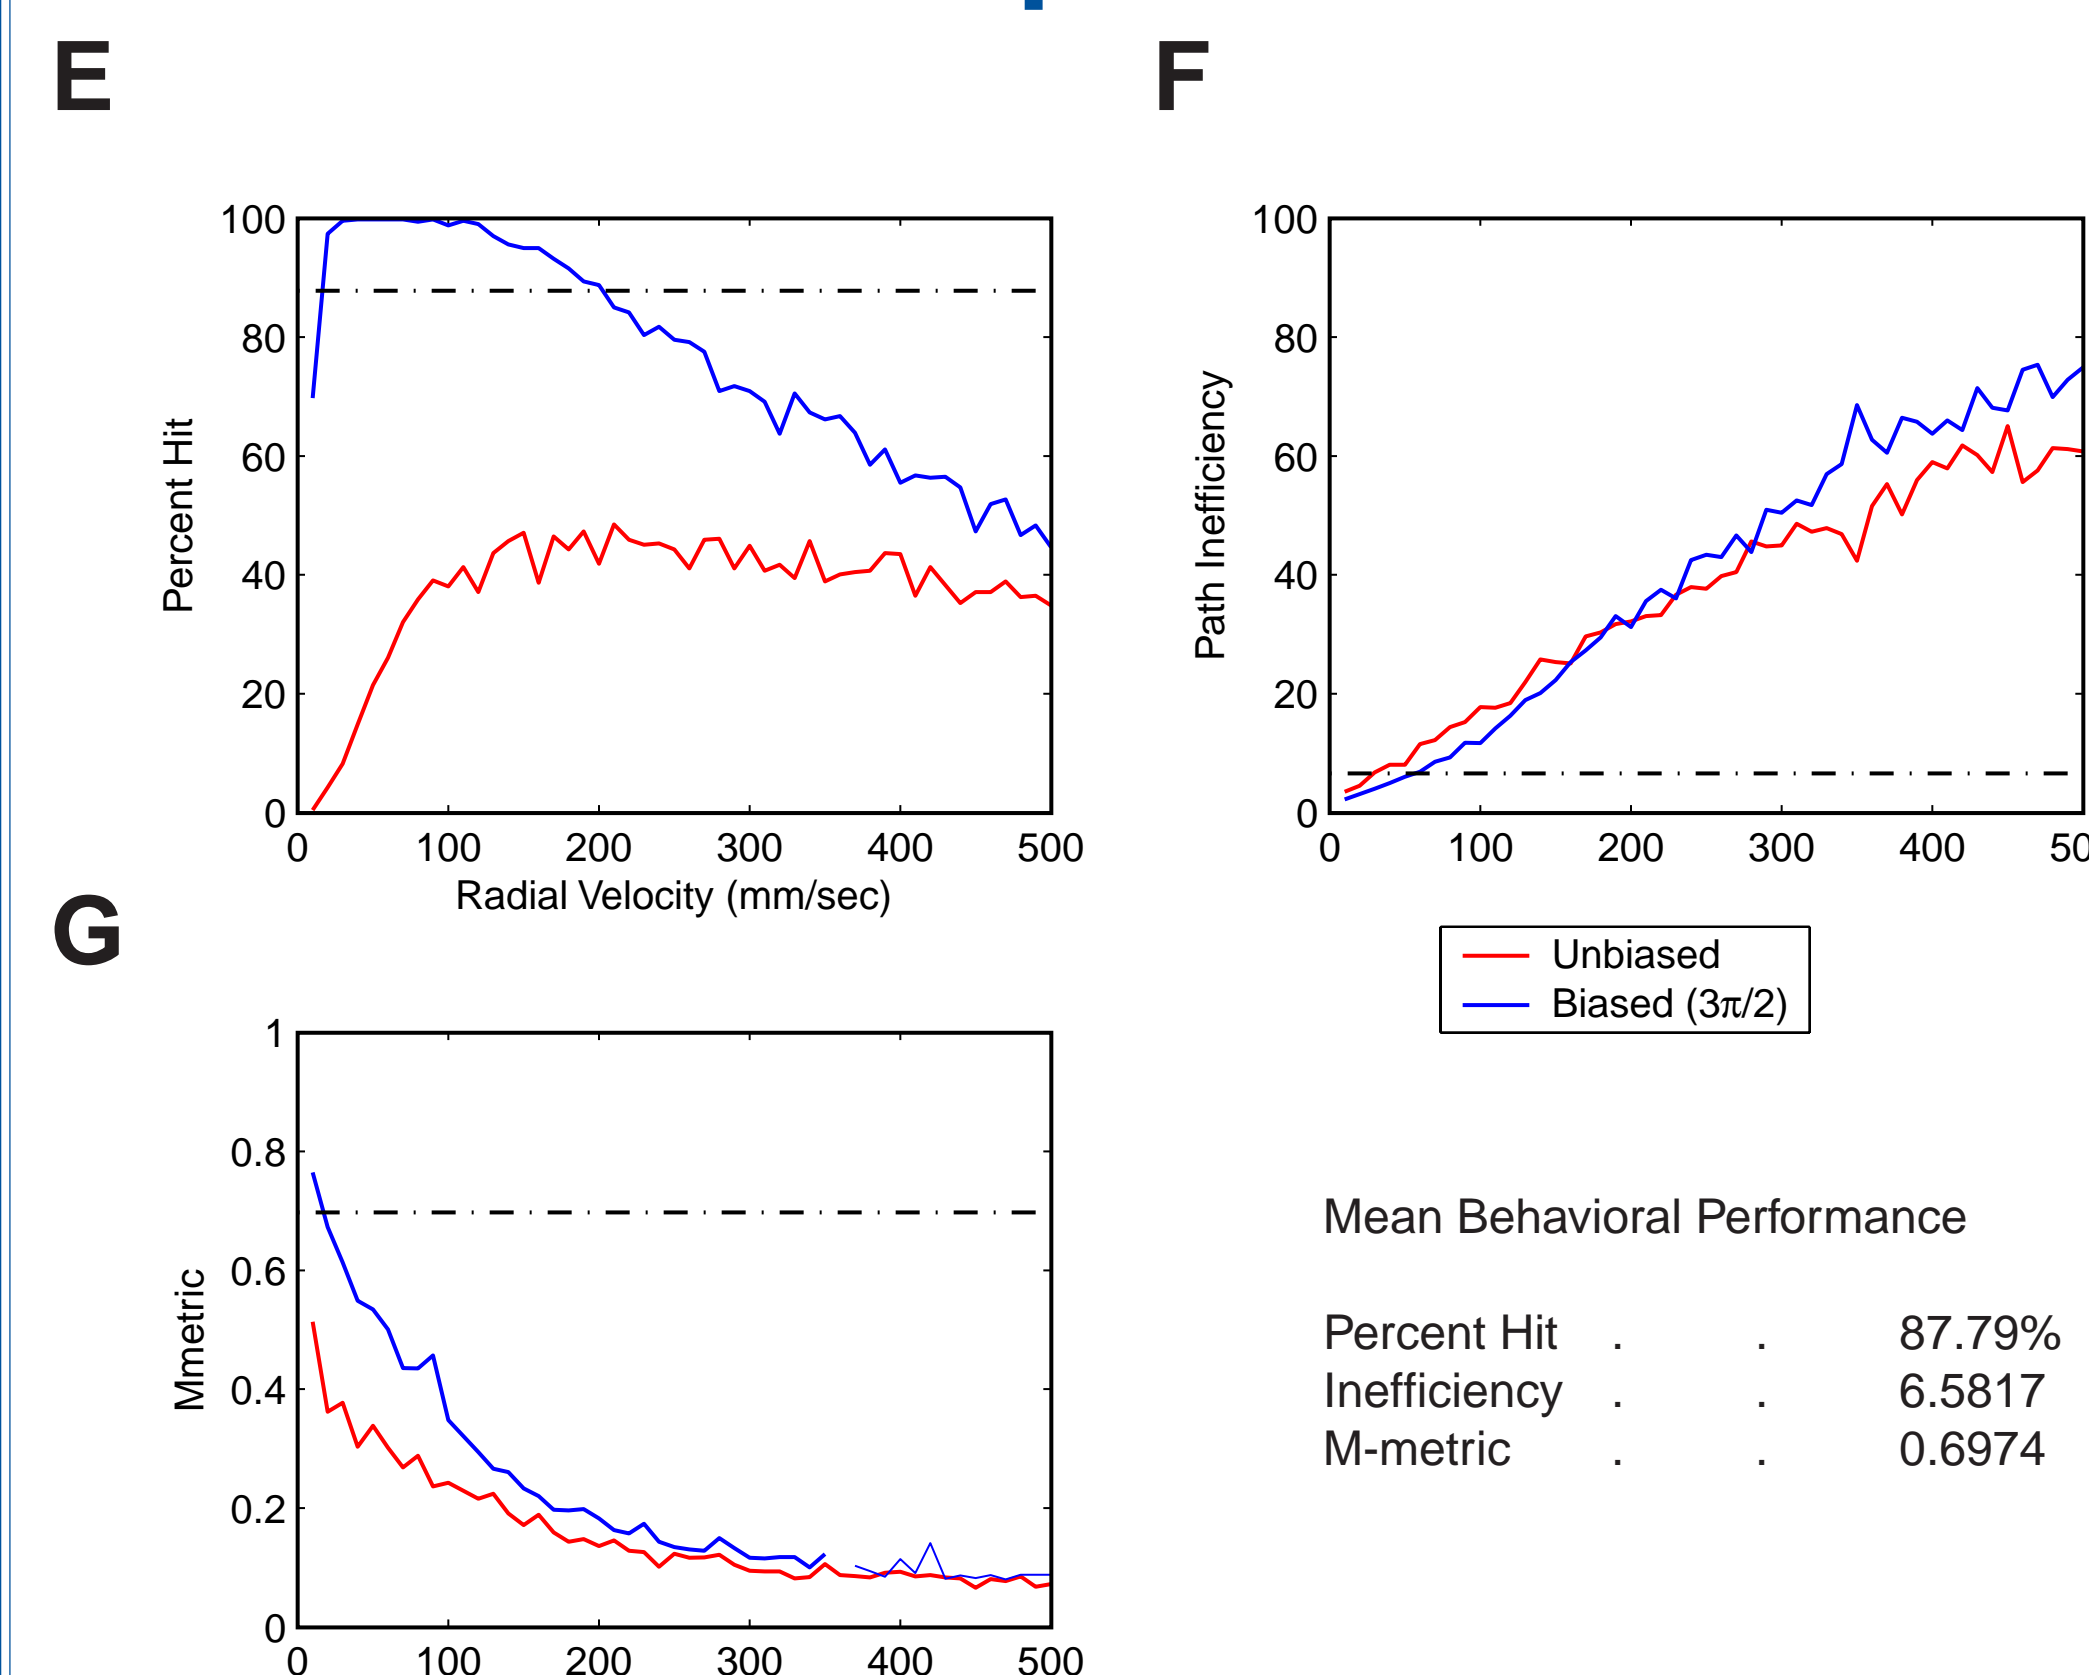 E
F
100
80
60
40
20
0
Percent Hit
0 100 200 300 400 500
Radial Velocity (mm/sec)
100
80
60
40
20
0
Path Inefficiency
0 100 200 300 400
G
Unbiased
Biased (3π/2)
1
0.8
0.6
0.4
0.2
0
Mmetric
0 100 200 300 400 500
Mean Behavioral Performance
Percent Hit . . 87.79%
Inefficiency . . 6.5817
M-metric . . 0.6974